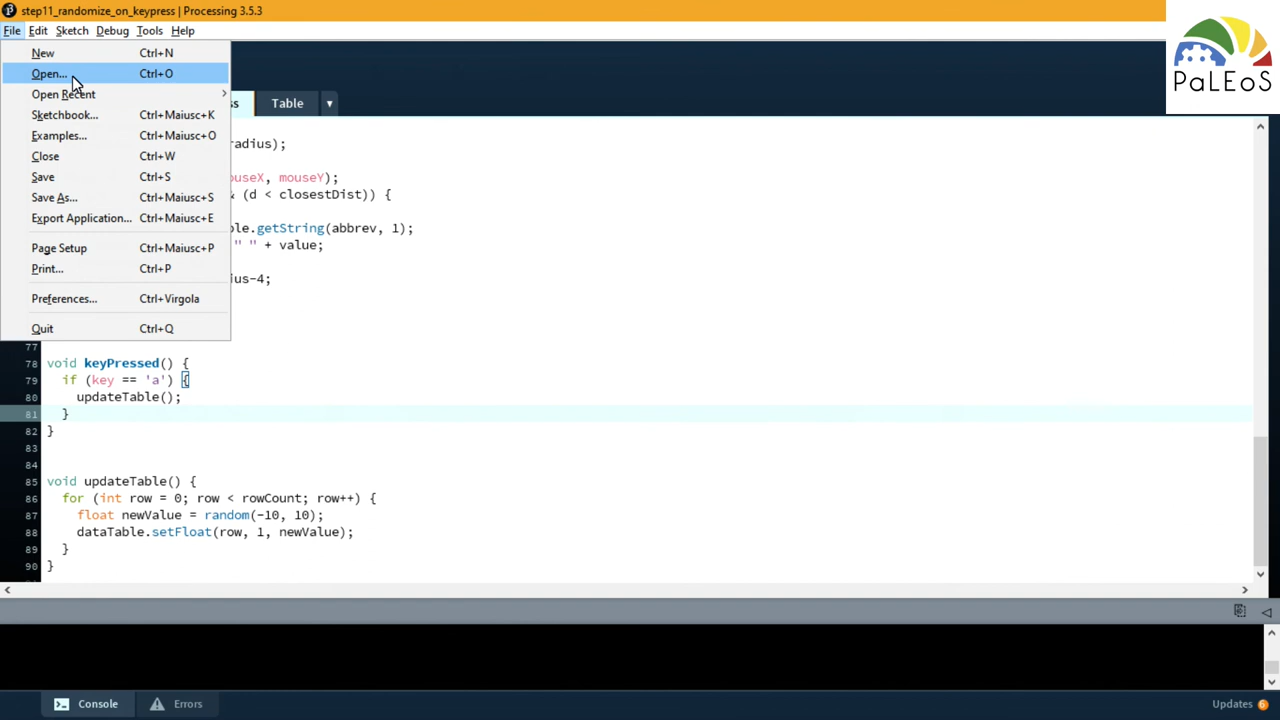 step11_randomize_on_keypress | Processing 3.5.3
File Edit Sketch Debug Tools Help
New Ctrl+N
Open... Ctrl+O
Open Recent
Sketchbook... Ctrl+Maiusc+K
Examples... Ctrl+Maiusc+O
Close Ctrl+W
Save Ctrl+S
Save As... Ctrl+Maiusc+S
Export Application... Ctrl+Maiusc+E
Page Setup Ctrl+Maiusc+P
Print... Ctrl+P
Preferences... Ctrl+Virgola
Quit Ctrl+Q
PaLEoS
ss Table
radius);
ouseX, mouseY);
& (d < closestDist)) {
ble.getString(abbrev, 1);
" " + value;
ius-4;
77
78 void keyPressed() {
79 if (key == 'a') {
80 updateTable();
81 }
82 }
83
84
85 void updateTable() {
86 for (int row = 0; row < rowCount; row++) {
87 float newValue = random(-10, 10);
88 dataTable.setFloat(row, 1, newValue);
89 }
90 }
Console Errors Updates 6